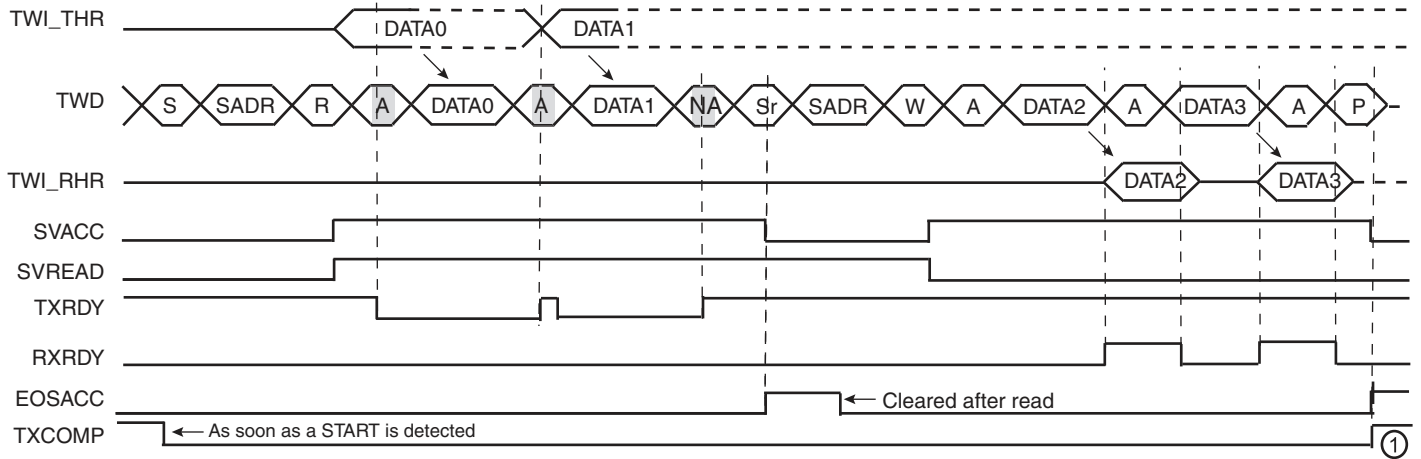 TWI_THR DATA0 DATA1
TWD S SADR R A DATA0 A DATA1 NA Sr SADR W A DATA2 A DATA3 A P
TWI_RHR DATA2 DATA3
SVACC
SVREAD
TXRDY
RXRDY
EOSACC Cleared after read
TXCOMP As soon as a START is detected 1